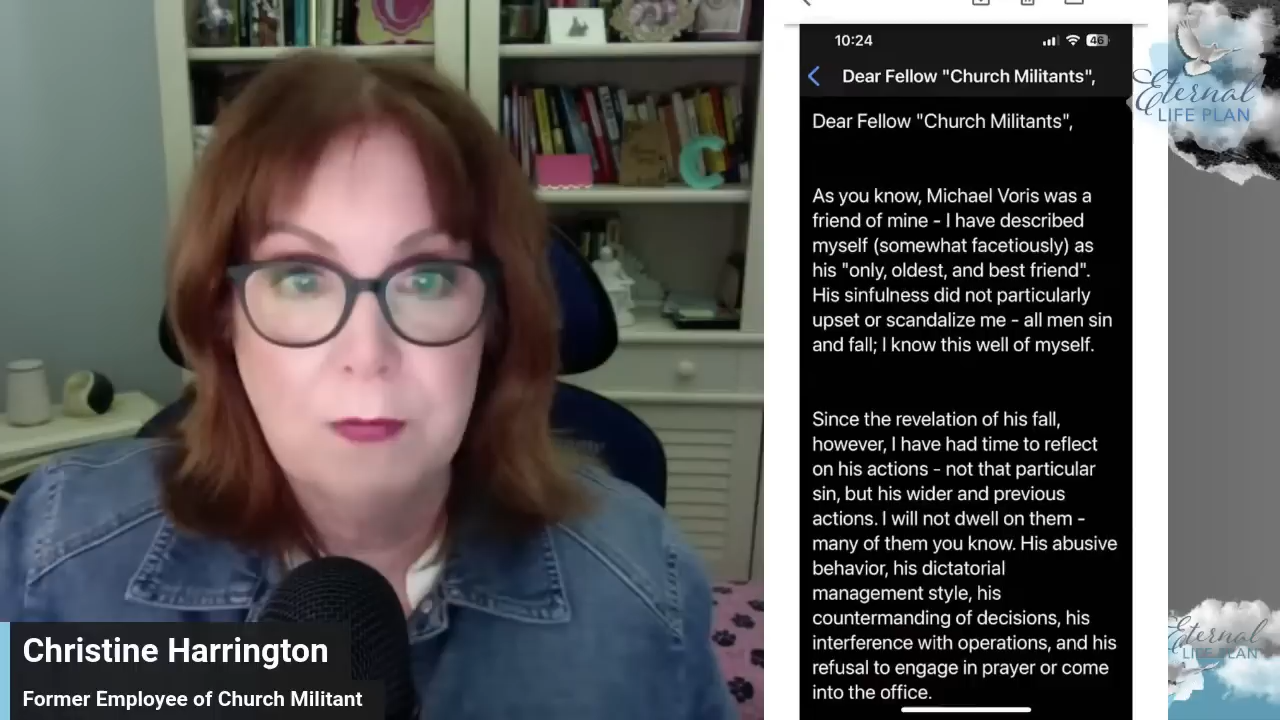 10:24
46
Dear Fellow "Church Militants",
Dear Fellow "Church Militants",
As you know, Michael Voris was a
friend of mine - I have described
myself (somewhat facetiously) as
his "only, oldest, and best friend".
His sinfulness did not particularly
upset or scandalize me - all men sin
and fall; I know this well of myself.
Since the revelation of his fall,
however, I have had time to reflect
on his actions - not that particular
sin, but his wider and previous
actions. I will not dwell on them -
many of them you know. His abusive
behavior, his dictatorial
management style, his
countermanding of decisions, his
interference with operations, and his
refusal to engage in prayer or come
into the office.
Eternal
LIFE PLAN
Eternal
LIFE PLAN
Christine Harrington
Former Employee of Church Militant